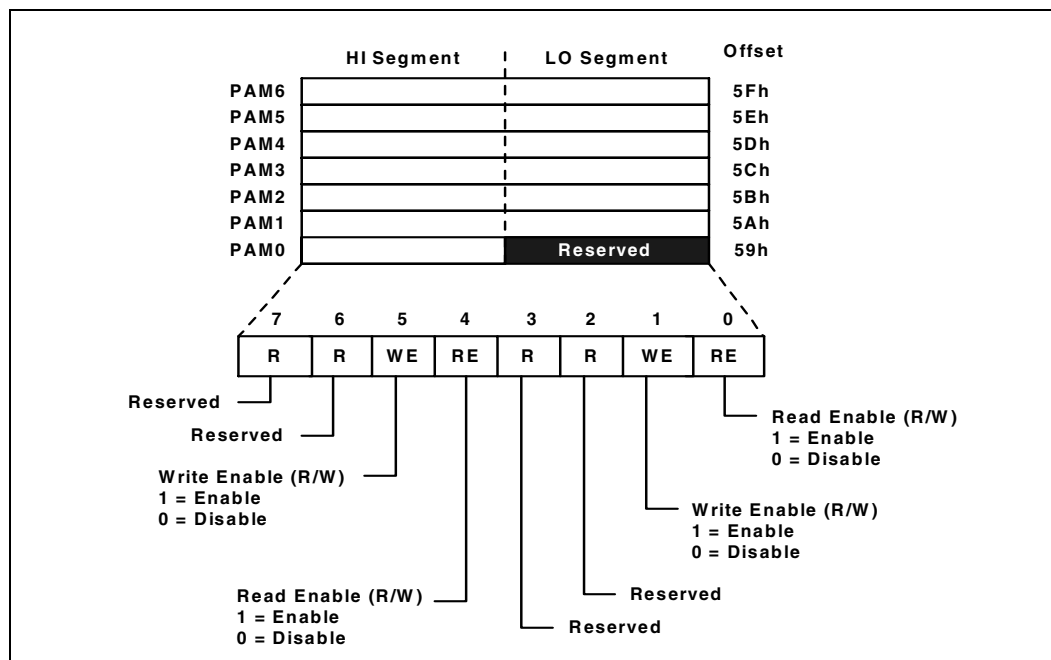 HI Segment LO Segment Offset
PAM6 5Fh
PAM5 5Eh
PAM4 5Dh
PAM3 5Ch
PAM2 5Bh
PAM1 5Ah
PAM0 Reserved 59h
7 6 5 4 3 2 1 0
R R WE RE R R WE RE
Reserved
Reserved
Write Enable (R/W)
1 = Enable
0 = Disable
Read Enable (R/W)
1 = Enable
0 = Disable
Reserved
Reserved
Write Enable (R/W)
1 = Enable
0 = Disable
Read Enable (R/W)
1 = Enable
0 = Disable